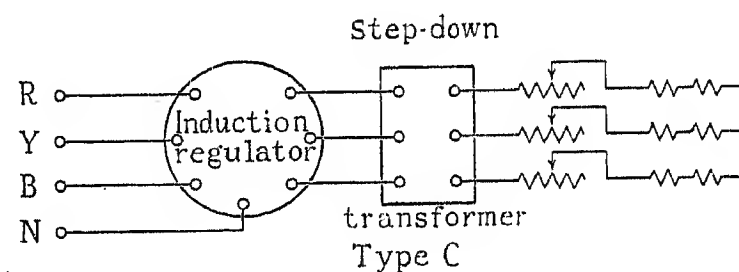 Step-down
R
Y
B
N
Induction
regulator
transformer
Type C